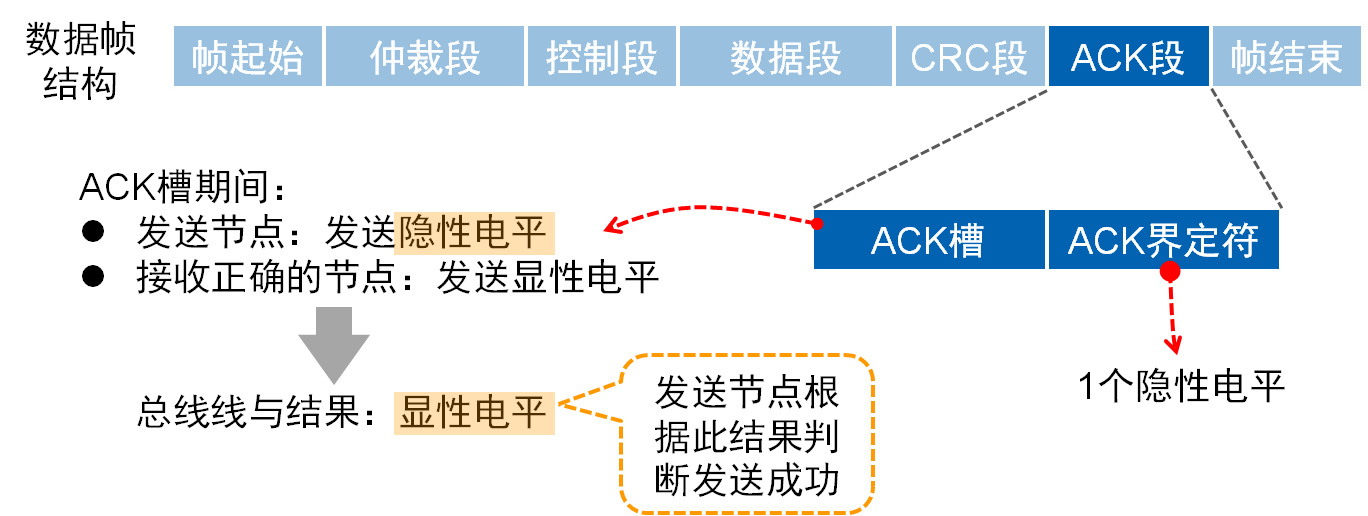 数据帧
结构
帧起始 仲裁段 控制段 数据段 CRC段 ACK段 帧结束
ACK槽期间：
● 发送节点：发送隐性电平
● 接收正确的节点：发送显性电平
ACK槽 ACK界定符
1个隐性电平
总线线与结果：显性电平
发送节点根
据此结果判
断发送成功